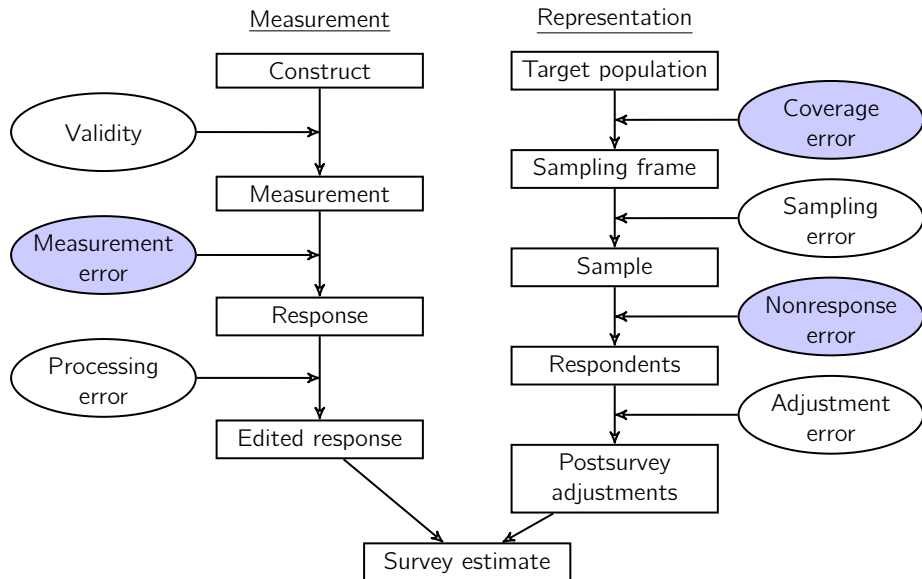 Measurement
Representation
Construct
Target population
Validity
Coverage
error
Measurement
Sampling frame
Measurement
error
Sampling
error
Sample
Response
Nonresponse
error
Processing
error
Respondents
Adjustment
error
Edited response
Postsurvey
adjustments
Survey estimate